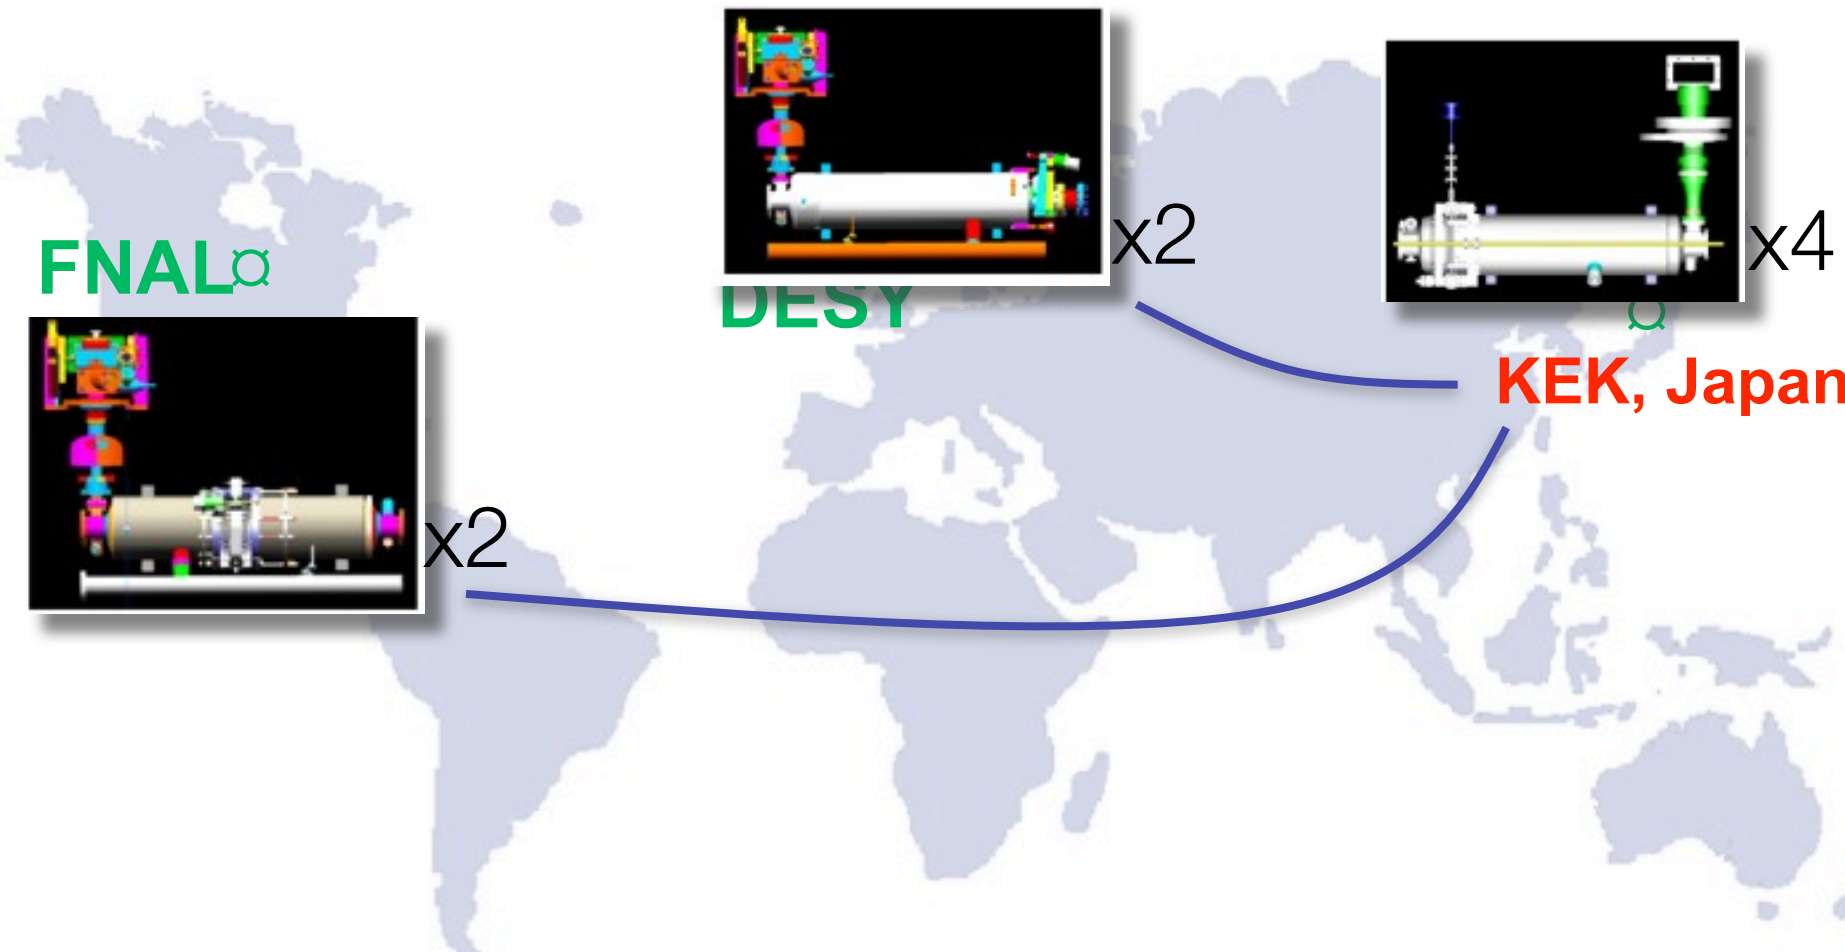 x2
x4
FNAL¤
DESY
¤
KEK, Japan
x2